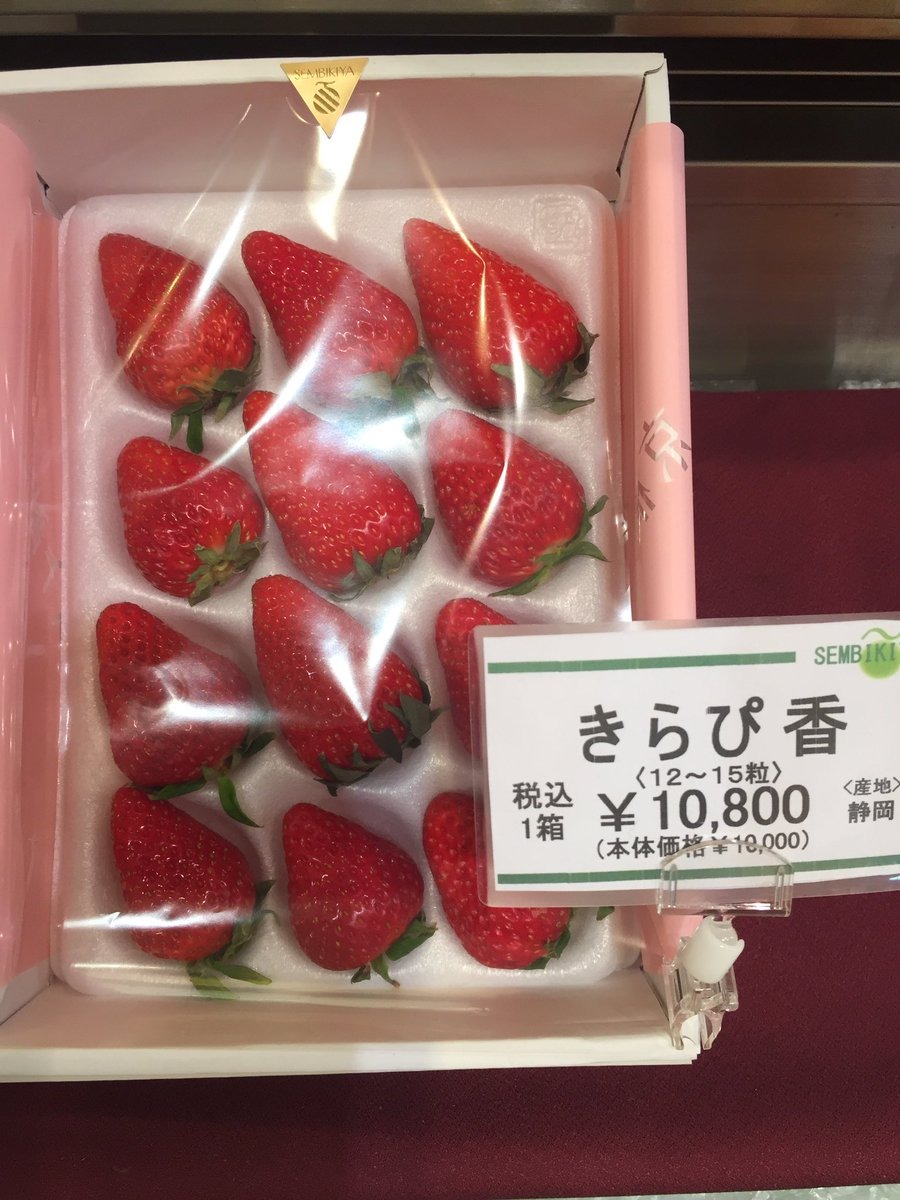 SEMBIKIYA
京
SEMBIKI
きらぴ香
〈12～15粒〉
税込
1箱
￥10,800
(本体価格￥10,000)
〈産地〉
静岡